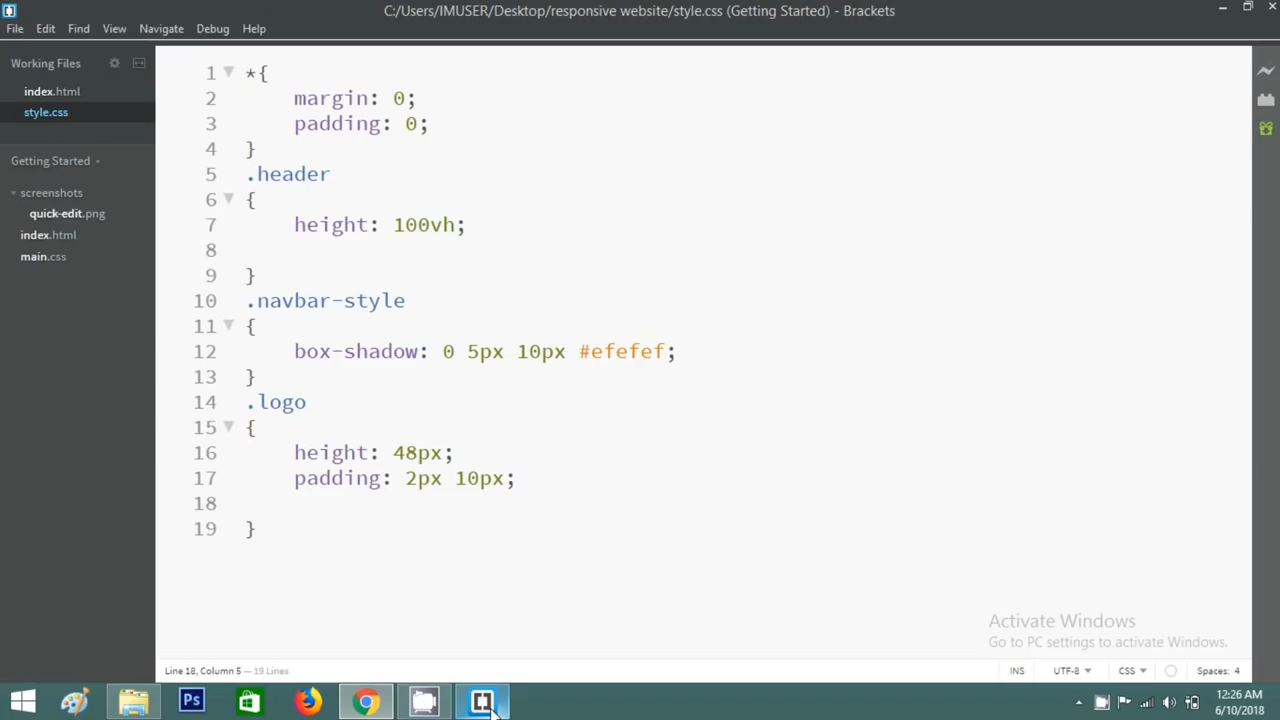 C:/Users/IMUSER/Desktop/responsive website/style.css (Getting Started) - Brackets
File Edit Find View Navigate Debug Help
Working Files
index.html
style.css
Getting Started
screenshots
quick-edit.png
index.html
main.css
1 *{
2 margin: 0;
3 padding: 0;
4 }
5 .header
6 {
7 height: 100vh;
8
9 }
10 .navbar-style
11 {
12 box-shadow: 0 5px 10px #efefef;
13 }
14 .logo
15 {
16 height: 48px;
17 padding: 2px 10px;
18
19 }
Activate Windows
Go to PC settings to activate Windows.
Line 18, Column 5 — 19 Lines
INS UTF-8 CSS Spaces: 4
Ps
12:26 AM
6/10/2018